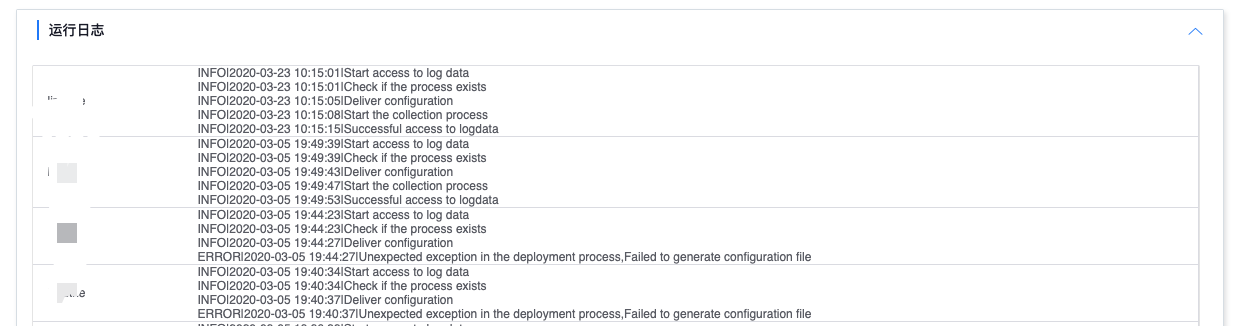 运行日志
INFO|2020-03-23 10:15:01|Start access to log data
INFO|2020-03-23 10:15:01|Check if the process exists
INFO|2020-03-23 10:15:05|Deliver configuration
INFO|2020-03-23 10:15:08|Start the collection process
INFO|2020-03-23 10:15:15|Successful access to logdata
INFO|2020-03-05 19:49:39|Start access to log data
INFO|2020-03-05 19:49:39|Check if the process exists
INFO|2020-03-05 19:49:43|Deliver configuration
INFO|2020-03-05 19:49:47|Start the collection process
INFO|2020-03-05 19:49:53|Successful access to logdata
INFO|2020-03-05 19:44:23|Start access to log data
INFO|2020-03-05 19:44:23|Check if the process exists
INFO|2020-03-05 19:44:27|Deliver configuration
ERROR|2020-03-05 19:44:27|Unexpected exception in the deployment process,Failed to generate configuration file
INFO|2020-03-05 19:40:34|Start access to log data
INFO|2020-03-05 19:40:34|Check if the process exists
INFO|2020-03-05 19:40:37|Deliver configuration
ERROR|2020-03-05 19:40:37|Unexpected exception in the deployment process,Failed to generate configuration file